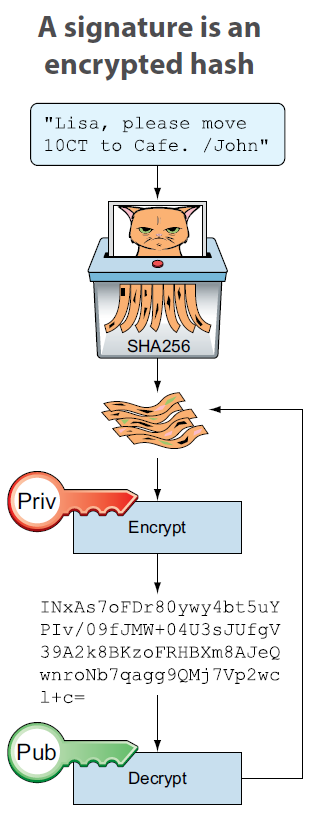 A signature is an
encrypted hash
"Lisa, please move
10CT to Cafe. /John"
SHA256
Priv
Encrypt
INxAs7oFDr80ywy4bt5uY
PIv/09fJMW+04U3sJUfgV
39A2k8BKzoFRHBXm8AJeQ
wnroNb7qagg9QMj7Vp2wc
l+c=
Pub
Decrypt